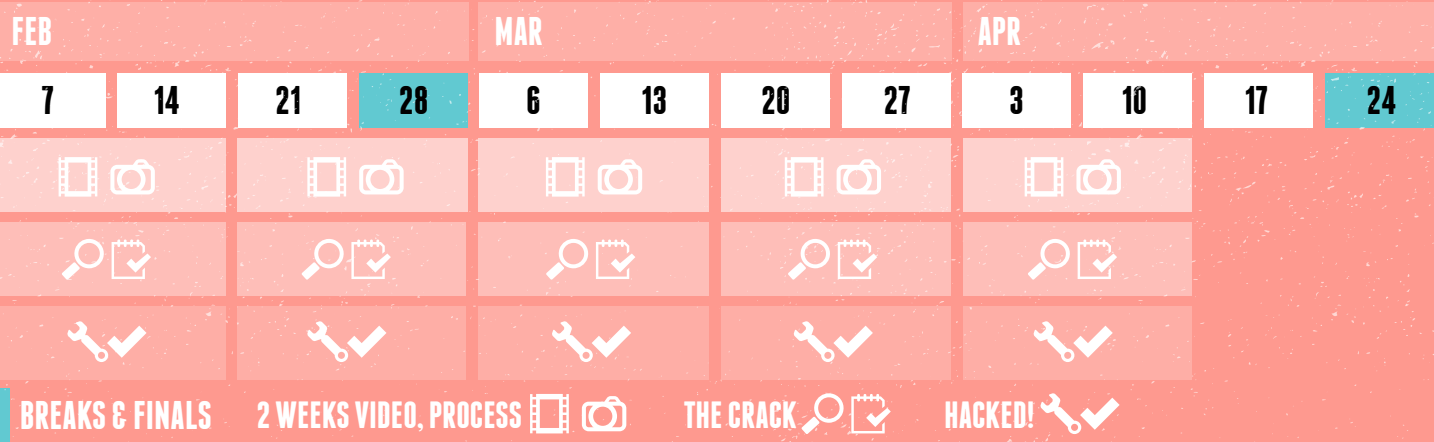 FEB MAR APR
7 14 21 28 6 13 20 27 3 10 17 24
BREAKS & FINALS 2 WEEKS VIDEO, PROCESS THE CRACK HACKED!